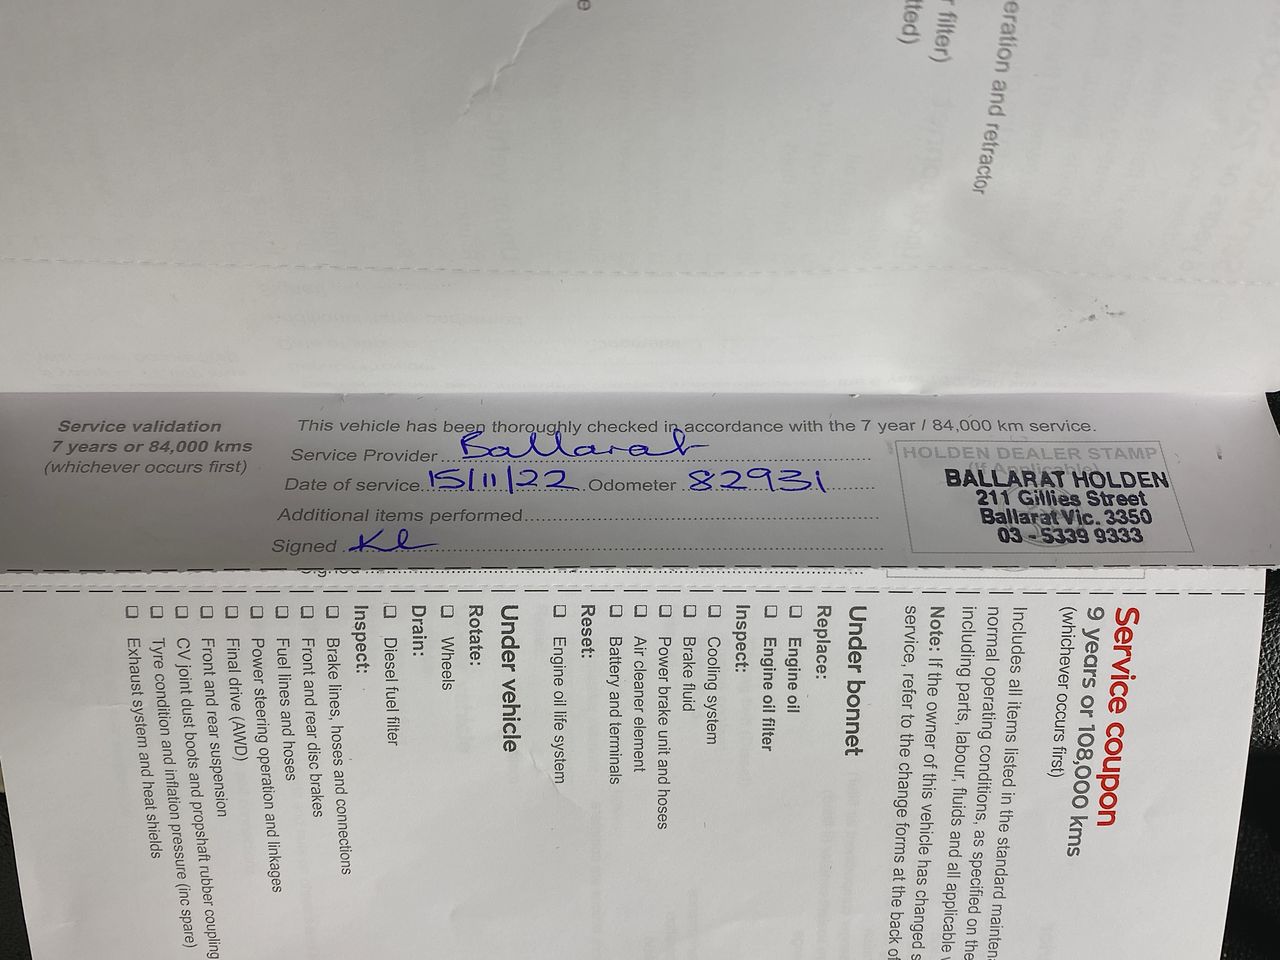 e
r filter)
tted)
eration and retractor
Service validation
7 years or 84,000 kms
(whichever occurs first)
This vehicle has been thoroughly checked in accordance with the 7 year / 84,000 km service.
Service Provider Ballarat
Date of service 15/11/22 Odometer 82931
Additional items performed
Signed
HOLDEN DEALER STAMP
(If Applicable)
BALLARAT HOLDEN
211 Gillies Street
Ballarat Vic. 3350
03 - 5339 9333
Service coupon
9 years or 108,000 kms
(whichever occurs first)
Includes all items listed in the standard mainten
normal operating conditions, as specified on the
including parts, labour, fluids and all applicable
Note: If the owner of this vehicle has changed s
service, refer to the change forms at the back of
Under bonnet
Replace:
Engine oil
Engine oil filter
Inspect:
Cooling system
Brake fluid
Power brake unit and hoses
Air cleaner element
Battery and terminals
Reset:
Engine oil life system
Under vehicle
Rotate:
Wheels
Drain:
Diesel fuel filter
Inspect:
Brake lines, hoses and connections
Front and rear disc brakes
Fuel lines and hoses
Power steering operation and linkages
Final drive (AWD)
Front and rear suspension
CV joint dust boots and propshaft rubber coupling
Tyre condition and inflation pressure (inc spare)
Exhaust system and heat shields